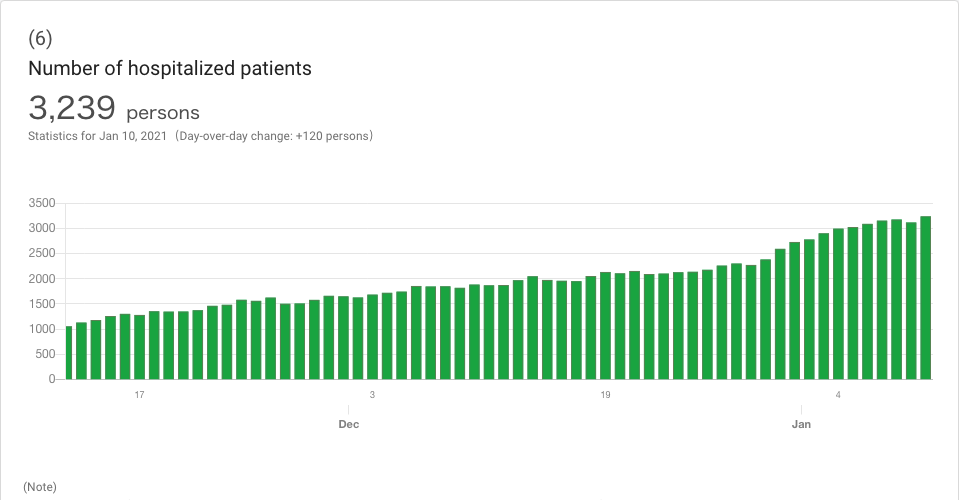 (6)
Number of hospitalized patients
3,239 persons
Statistics for Jan 10, 2021 (Day-over-day change: +120 persons)
3500
3000
2500
2000
1500
1000
500
0
17 3 19 4
Dec Jan
(Note)